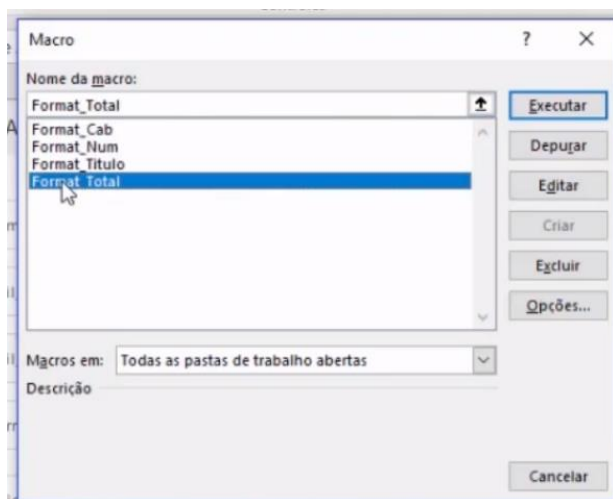 Macro ? ×
Nome da macro:
Format_Total
Executar
Format_Cab
Format_Num
Format_Titulo
Format_Total
Depurar
Editar
Criar
Excluir
Opções...
Macros em: Todas as pastas de trabalho abertas
Descrição
Cancelar